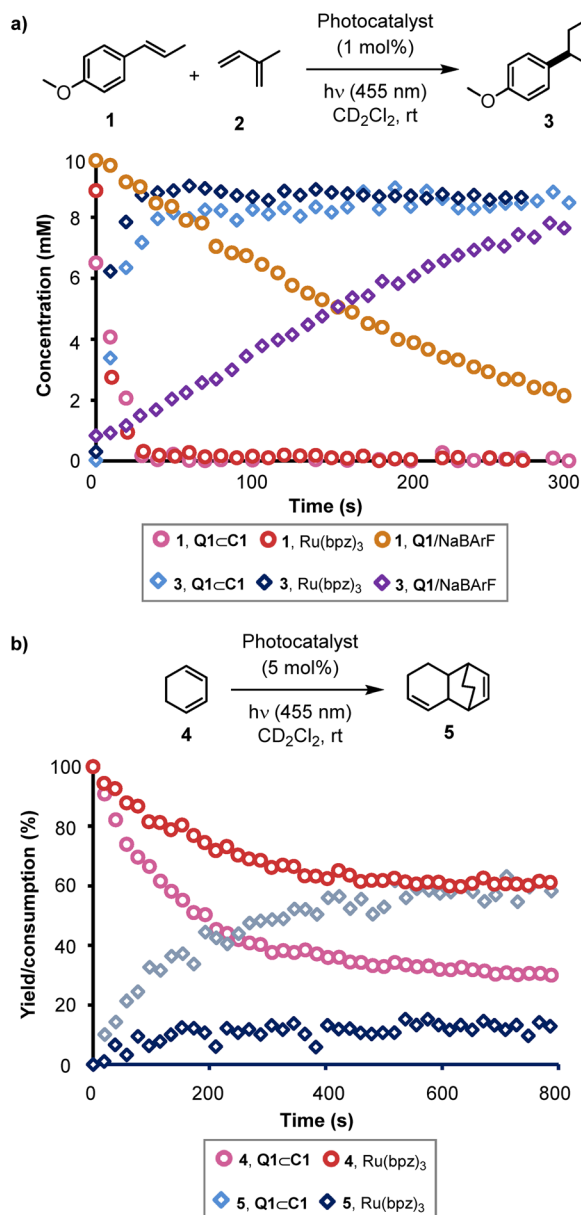 a)
Photocatalyst
(1 mol%)
hν (455 nm)
CD₂Cl₂, rt
O
1
+
2
O
3
10
8
6
4
2
0
Concentration (mM)
0
100
200
300
Time (s)
1, Q1⊂C1 1, Ru(bpz)₃ 1, Q1/NaBArF
3, Q1⊂C1 3, Ru(bpz)₃ 3, Q1/NaBArF
b)
Photocatalyst
(5 mol%)
hν (455 nm)
CD₂Cl₂, rt
4
5
100
80
60
40
20
0
Yield/consumption (%)
0
200
400
600
800
Time (s)
4, Q1⊂C1 4, Ru(bpz)₃
5, Q1⊂C1 5, Ru(bpz)₃